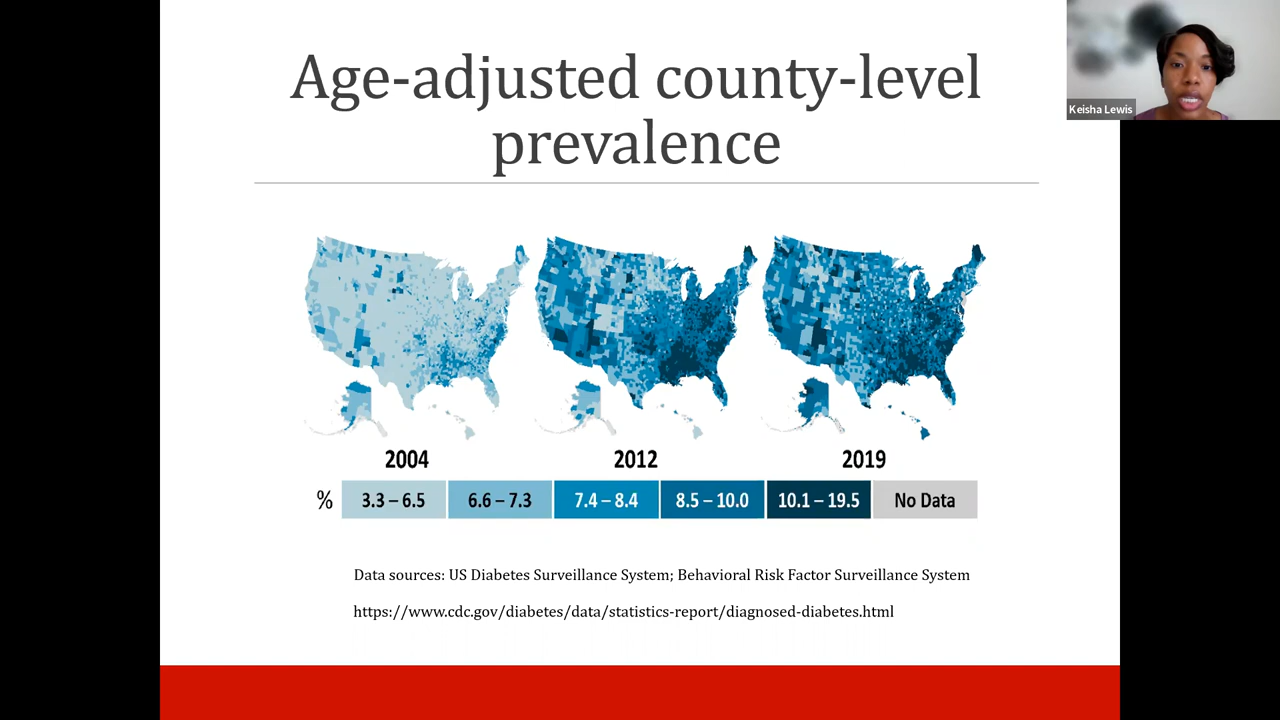 Age-adjusted county-level
prevalence
Keisha Lewis
2004 2012 2019
% 3.3 – 6.5 6.6 – 7.3 7.4 – 8.4 8.5 – 10.0 10.1 – 19.5 No Data
Data sources: US Diabetes Surveillance System; Behavioral Risk Factor Surveillance System
https://www.cdc.gov/diabetes/data/statistics-report/diagnosed-diabetes.html